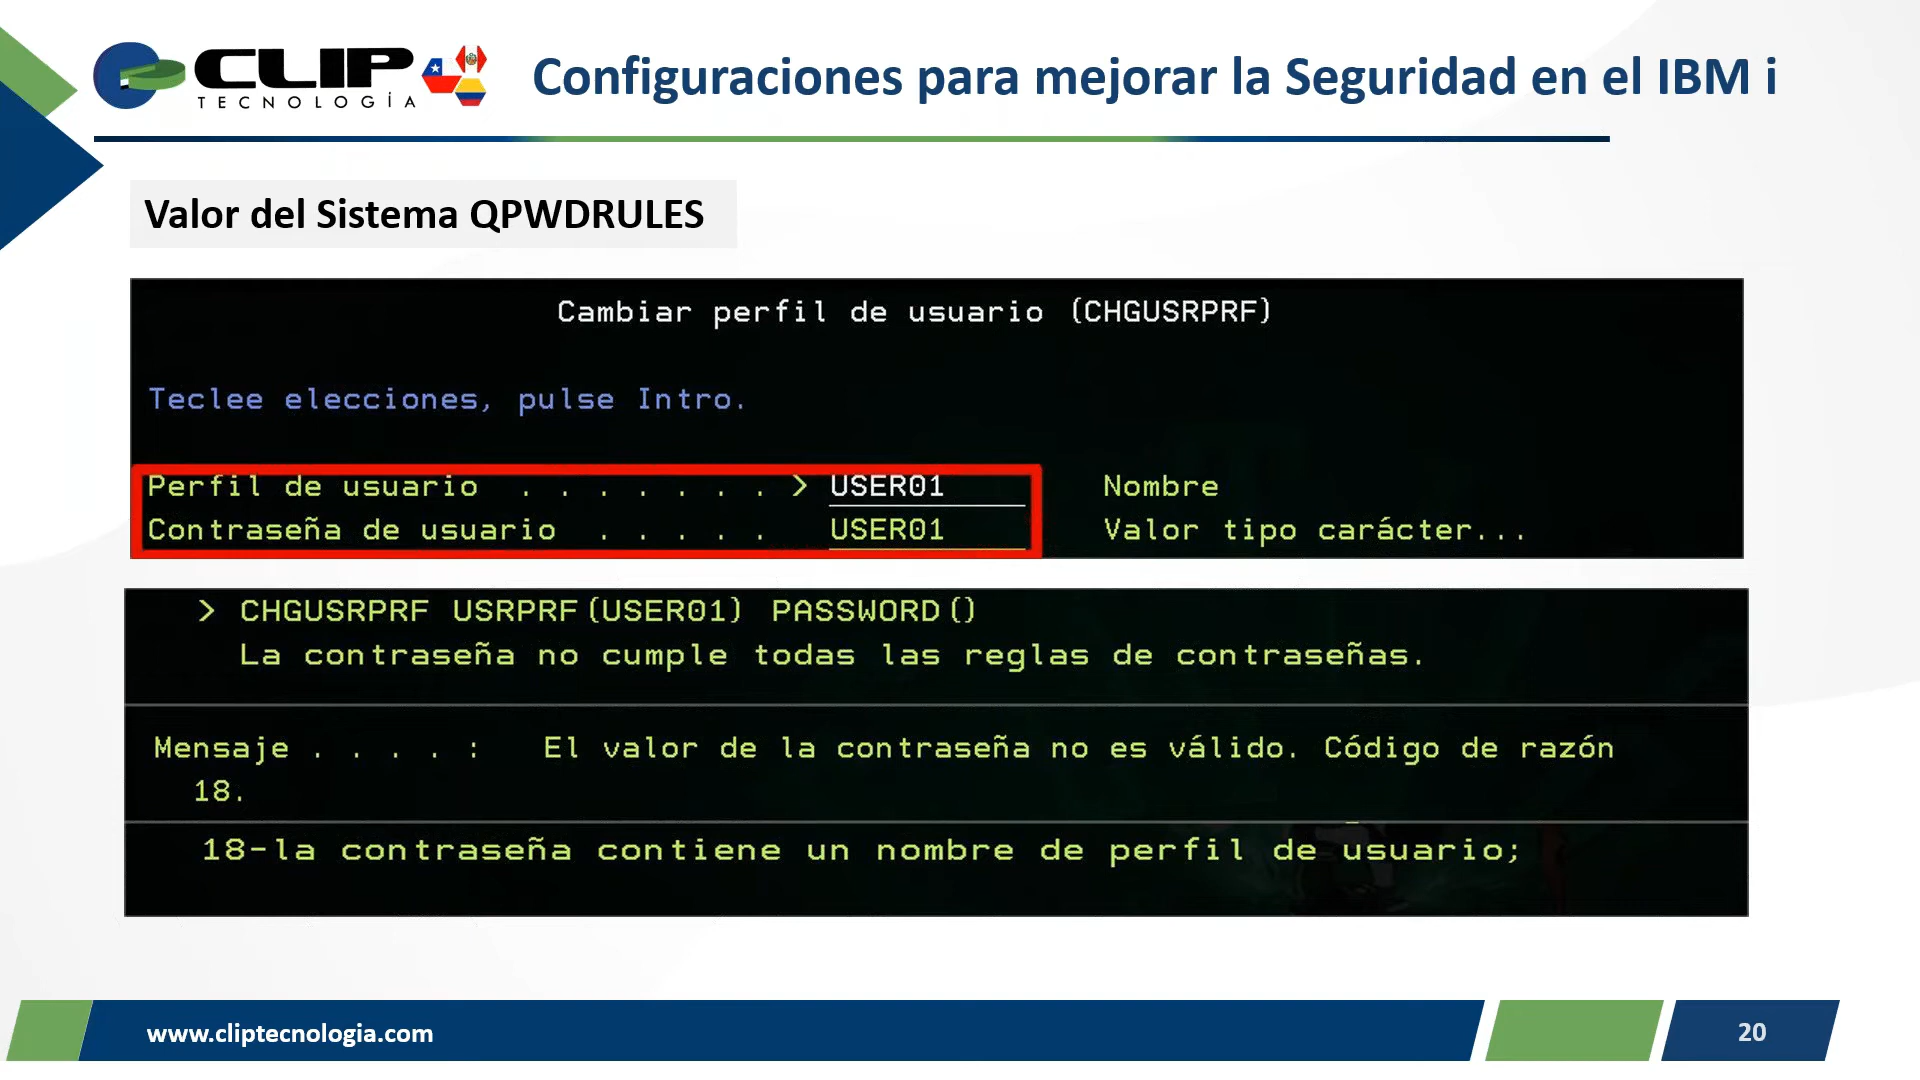 CLIP
TECNOLOGÍA
Configuraciones para mejorar la Seguridad en el IBM i
Valor del Sistema QPWDRULES
Cambiar perfil de usuario (CHGUSRPRF)
Teclee elecciones, pulse Intro.
Perfil de usuario . . . . . . . > USER01 Nombre
Contraseña de usuario . . . . . USER01 Valor tipo carácter...
> CHGUSRPRF USRPRF(USER01) PASSWORD()
La contraseña no cumple todas las reglas de contraseñas.
Mensaje . . . . : El valor de la contraseña no es válido. Código de razón
18.
18-la contraseña contiene un nombre de perfil de usuario;
www.cliptecnologia.com
20